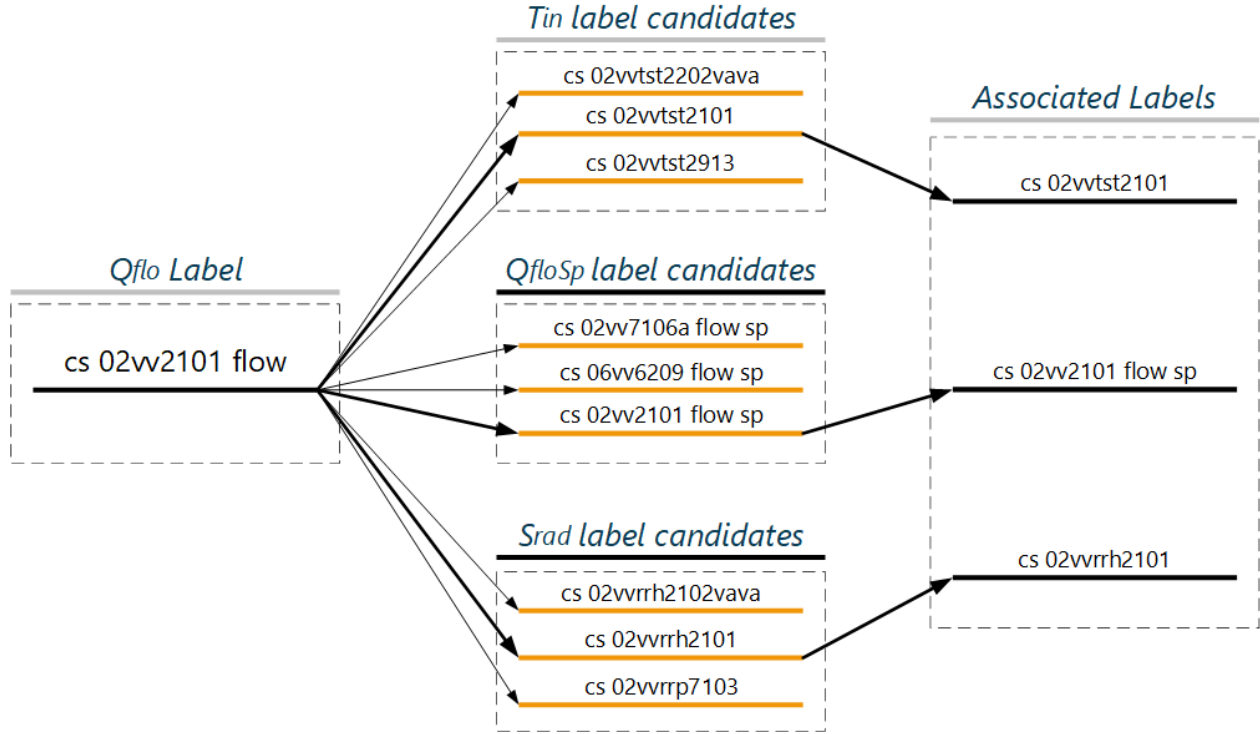 Tin label candidates
cs 02vvtst2202vava
cs 02vvtst2101
cs 02vvtst2913
Associated Labels
cs 02vvtst2101
cs 02vv2101 flow sp
cs 02vvrrh2101
Qflo Label
cs 02vv2101 flow
QfloSp label candidates
cs 02vv7106a flow sp
cs 06vv6209 flow sp
cs 02vv2101 flow sp
Srad label candidates
cs 02vvrrh2102vava
cs 02vvrrh2101
cs 02vvrrp7103